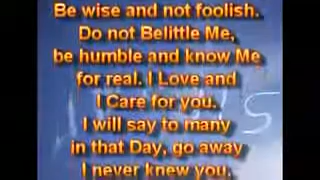 Be wise and not foolish.
Do not Belittle Me,
be humble and know Me
for real. I Love and
I Care for you.
I will say to many
in that Day, go away
I never knew you.